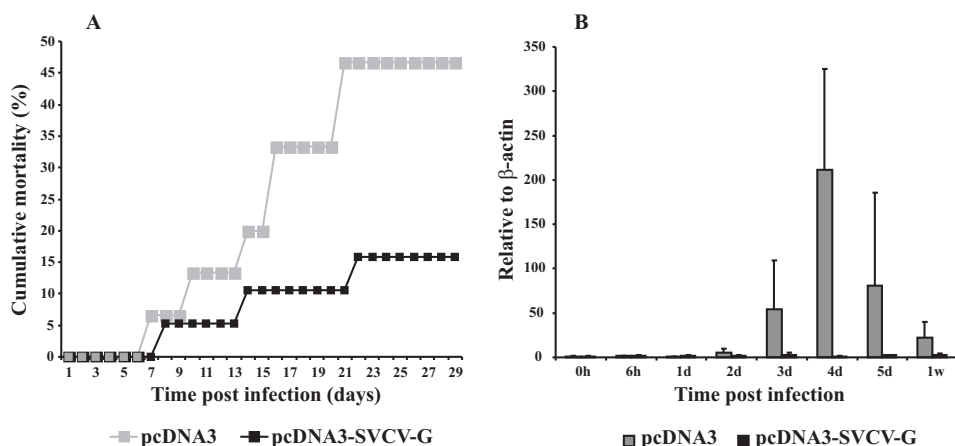 A
Cumulative mortality (%)
50
45
40
35
30
25
20
15
10
5
0
1 3 5 7 9 11 13 15 17 19 21 23 25 27 29
Time post infection (days)
pcDNA3 pcDNA3-SVCV-G
B
Relative to β-actin
350
300
250
200
150
100
50
0
0h 6h 1d 2d 3d 4d 5d 1w
Time post infection
pcDNA3 pcDNA3-SVCV-G